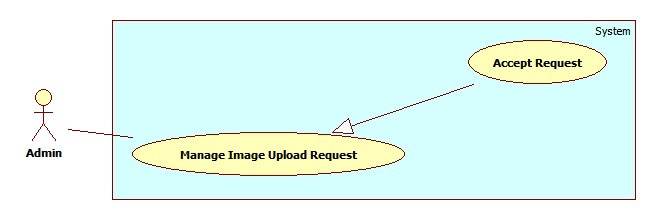 System
Accept Request
Admin
Manage Image Upload Request